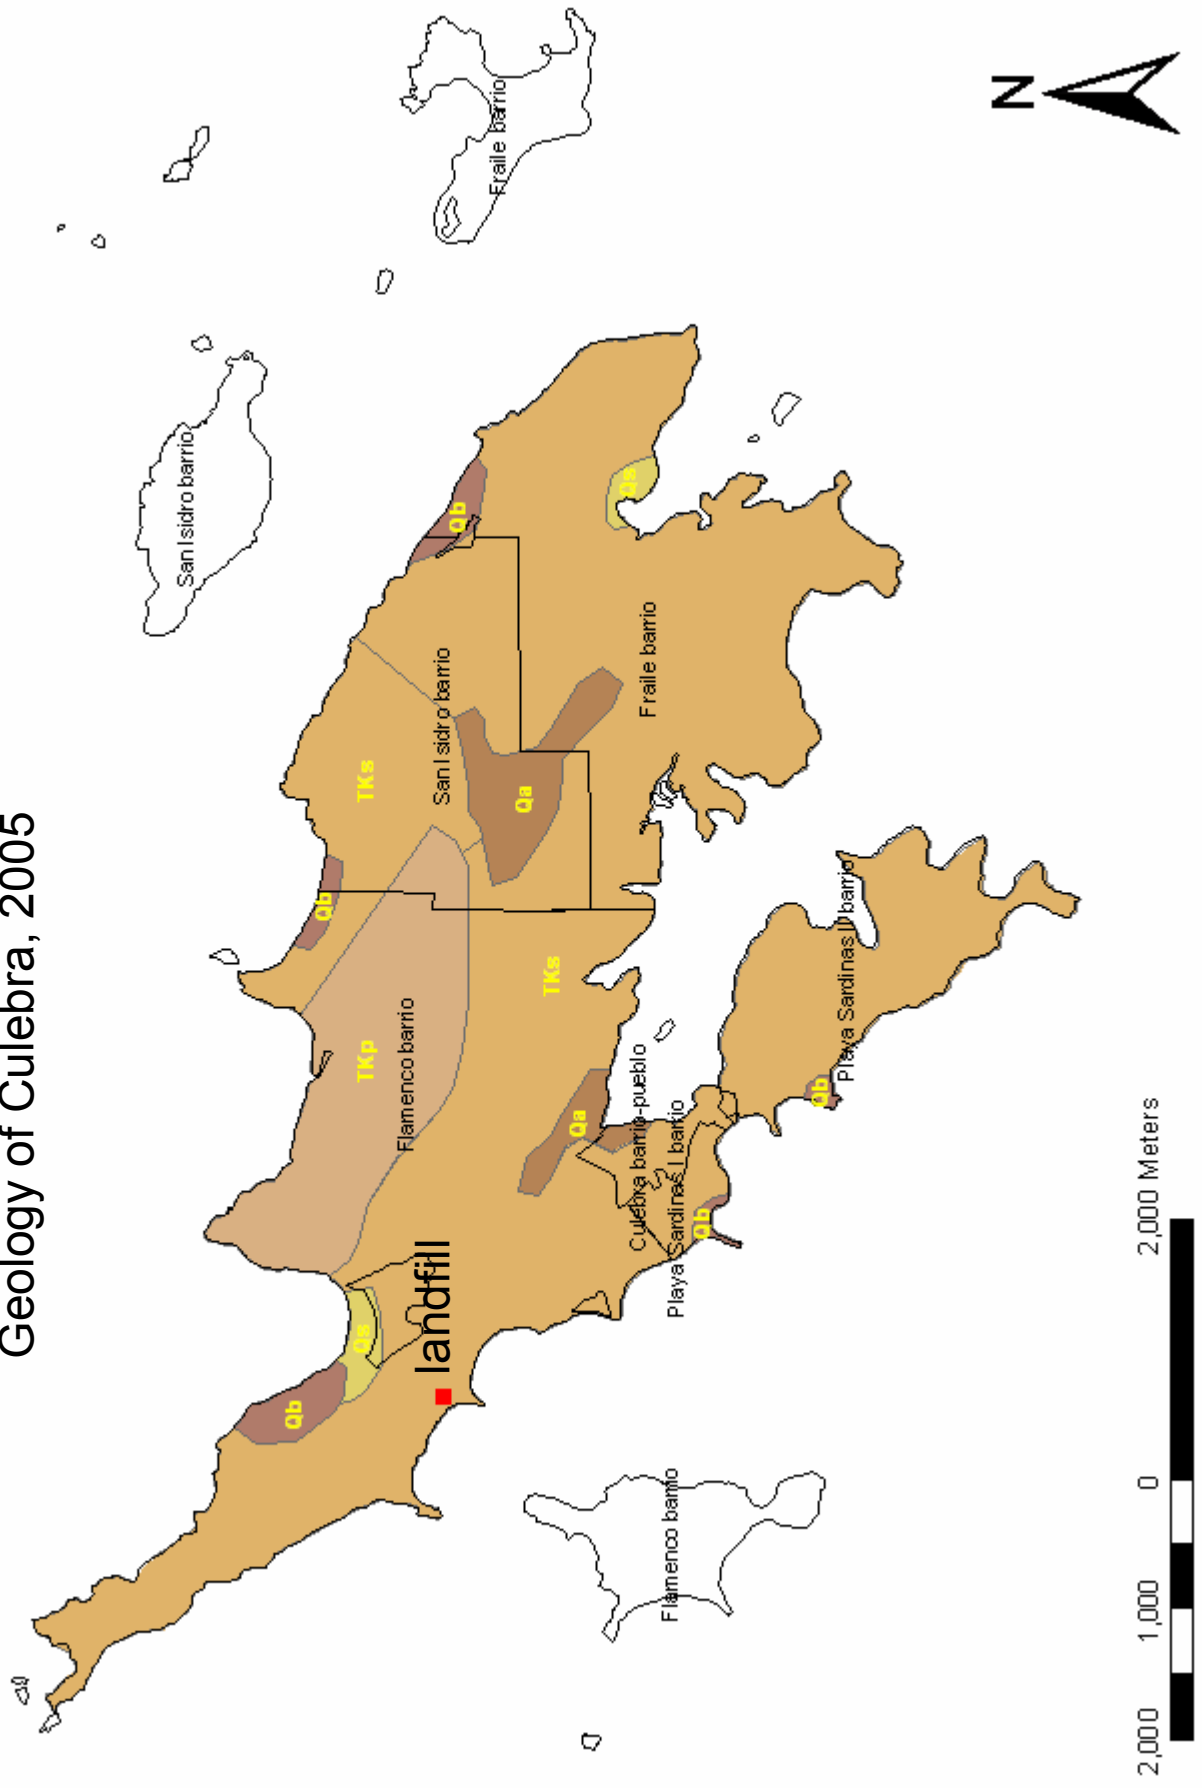 Geology of Culebra, 2005
San Isidro barrio
Fraile barrio
Qb
Qb
TKs
San Isidro barrio
Qb
TKp
Flamenco barrio
Qs
Qb
landfill
Qa
Fraile barrio
Qs
TKs
Qa
Culebra barrio-pueblo
Playa Sardinas I barrio
Qb
Playa Sardinas II barrio
Qb
Flamenco barrio
N
2,000
1,000
0
2,000 Meters